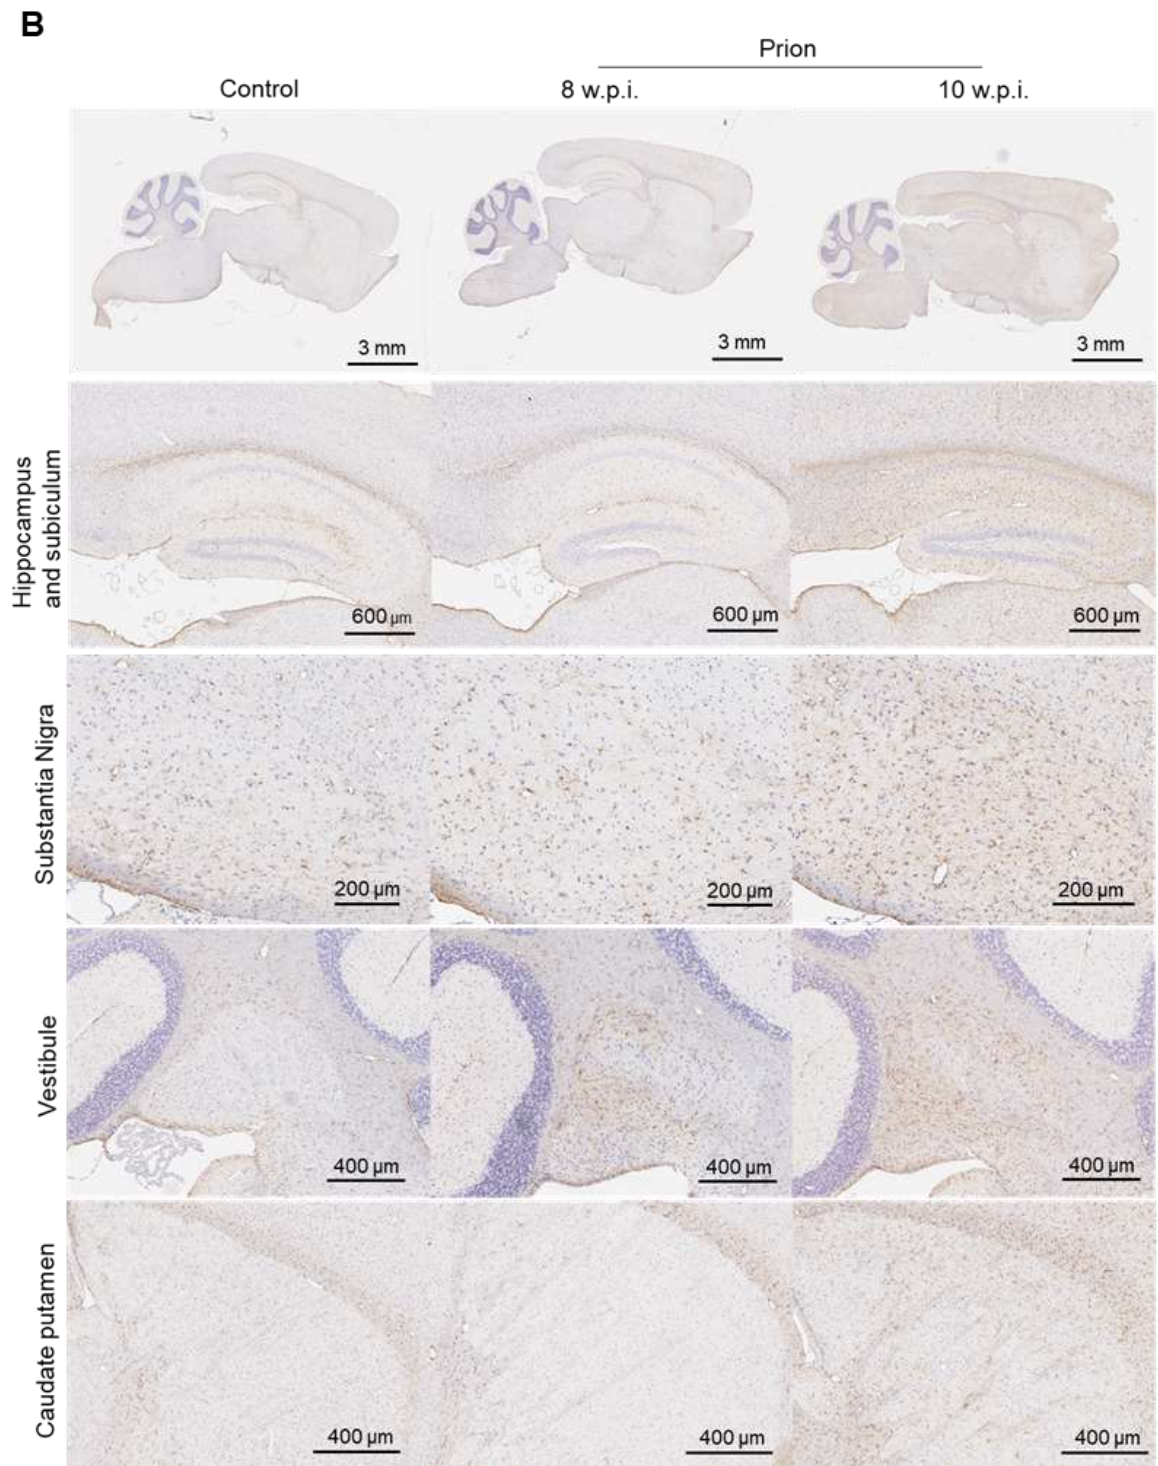 B
Prion
Control
8 w.p.i.
10 w.p.i.
3 mm
3 mm
3 mm
Hippocampus
and subiculum
600 µm
600 µm
600 µm
Substantia Nigra
200 µm
200 µm
200 µm
Vestibule
400 µm
400 µm
400 µm
Caudate putamen
400 µm
400 µm
400 µm